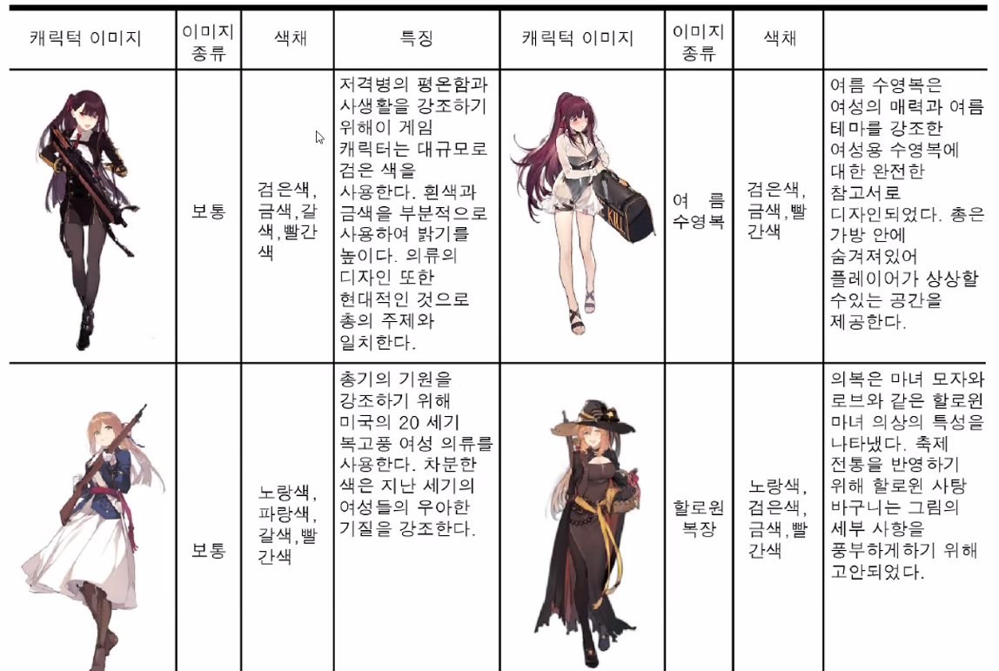 캐릭턱 이미지
이미지
종류
색채
특징
캐릭턱 이미지
이미지
종류
색채
보통
검은색,
금색,갈
색,빨간
색
저격병의 평온함과
사생활을 강조하기
위해이 게임
캐릭터는 대규모로
검은 색을
사용한다. 흰색과
금색을 부분적으로
사용하여 밝기를
높이다. 의류의
디자인 또한
현대적인 것으로
총의 주제와
일치한다.
KILL
여 름
수영복
검은색,
금색,빨
간색
여름 수영복은
여성의 매력과 여름
테마를 강조한
여성용 수영복에
대한 완전한
참고서로
디자인되었다. 총은
가방 안에
숨겨져있어
플레이어가 상상할
수있는 공간을
제공한다.
보통
노랑색,
파랑색,
갈색,빨
간색
총기의 기원을
강조하기 위해
미국의 20 세기
복고풍 여성 의류를
사용한다. 차분한
색은 지난 세기의
여성들의 우아한
기질을 강조한다.
할로원
복장
노랑색,
검은색,
금색,빨
간색
의복은 마녀 모자와
로브와 같은 할로윈
마녀 의상의 특성을
나타냈다. 축제
전통을 반영하기
위해 할로윈 사탕
바구니는 그림의
세부 사항을
풍부하게하기 위해
고안되었다.